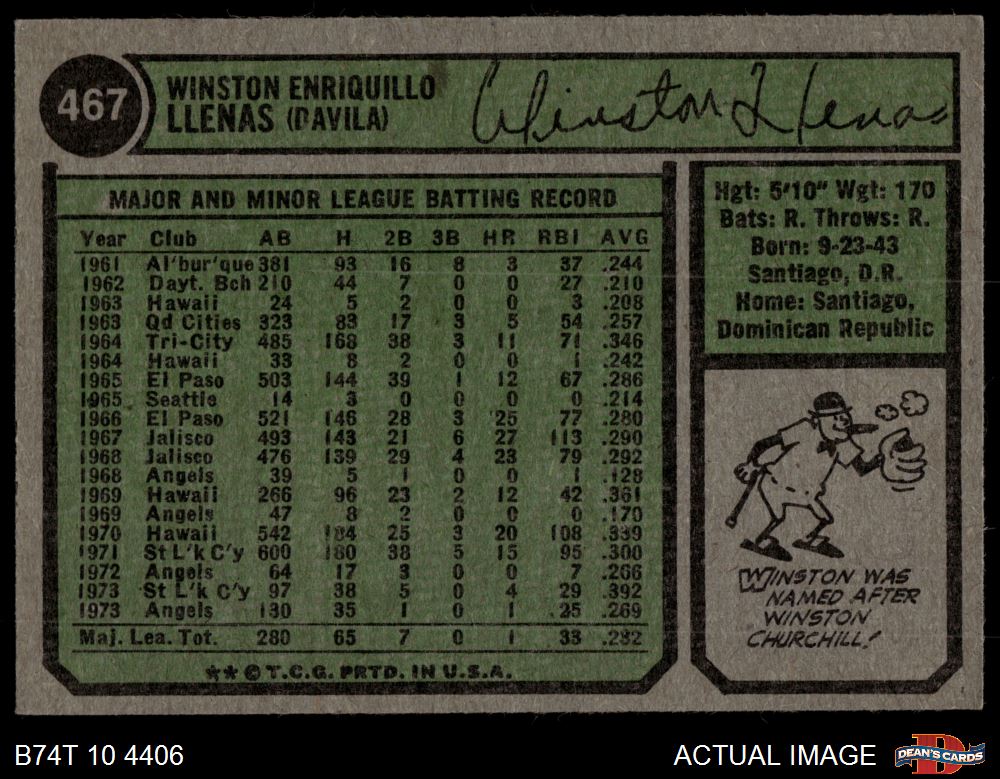 467
WINSTON ENRIQUILLO
LLENAS (DAVILA)
Winston Llenas
MAJOR AND MINOR LEAGUE BATTING RECORD
Year Club AB H 2B 3B HR RBI AVG
1961 Al'bur'que 381 93 16 8 3 37 .244
1962 Dayt. Bch 210 44 7 0 0 27 .210
1963 Hawaii 24 5 2 0 0 3 .208
1963 Qd Cities 323 83 17 3 5 54 .257
1964 Tri-City 485 168 38 3 11 71 .346
1964 Hawaii 33 8 2 0 0 1 .242
1965 El Paso 503 144 39 1 12 67 .286
1965 Seattle 14 3 0 0 0 0 .214
1966 El Paso 521 146 28 3 25 77 .280
1967 Jalisco 493 143 21 6 27 113 .290
1968 Jalisco 476 139 29 4 23 79 .292
1968 Angels 39 5 1 0 0 1 .128
1969 Hawaii 266 96 23 2 12 42 .361
1969 Angels 47 8 2 0 0 0 .170
1970 Hawaii 542 184 25 3 20 108 .339
1971 St L'k C'y 600 180 38 5 15 95 .300
1972 Angels 64 17 3 0 0 7 .266
1973 St L'k C'y 97 38 5 0 4 29 .392
1973 Angels 130 35 1 0 1 25 .269
Maj. Lea. Tot. 280 65 7 0 1 33 .232
** © T.C.G. PRTD. IN U.S.A.
Hgt: 5'10" Wgt: 170
Bats: R. Throws: R.
Born: 9-23-43
Santiago, D.R.
Home: Santiago,
Dominican Republic
WINSTON WAS
NAMED AFTER
WINSTON
CHURCHILL!
B74T 10 4406
ACTUAL IMAGE
DEAN'S CARDS